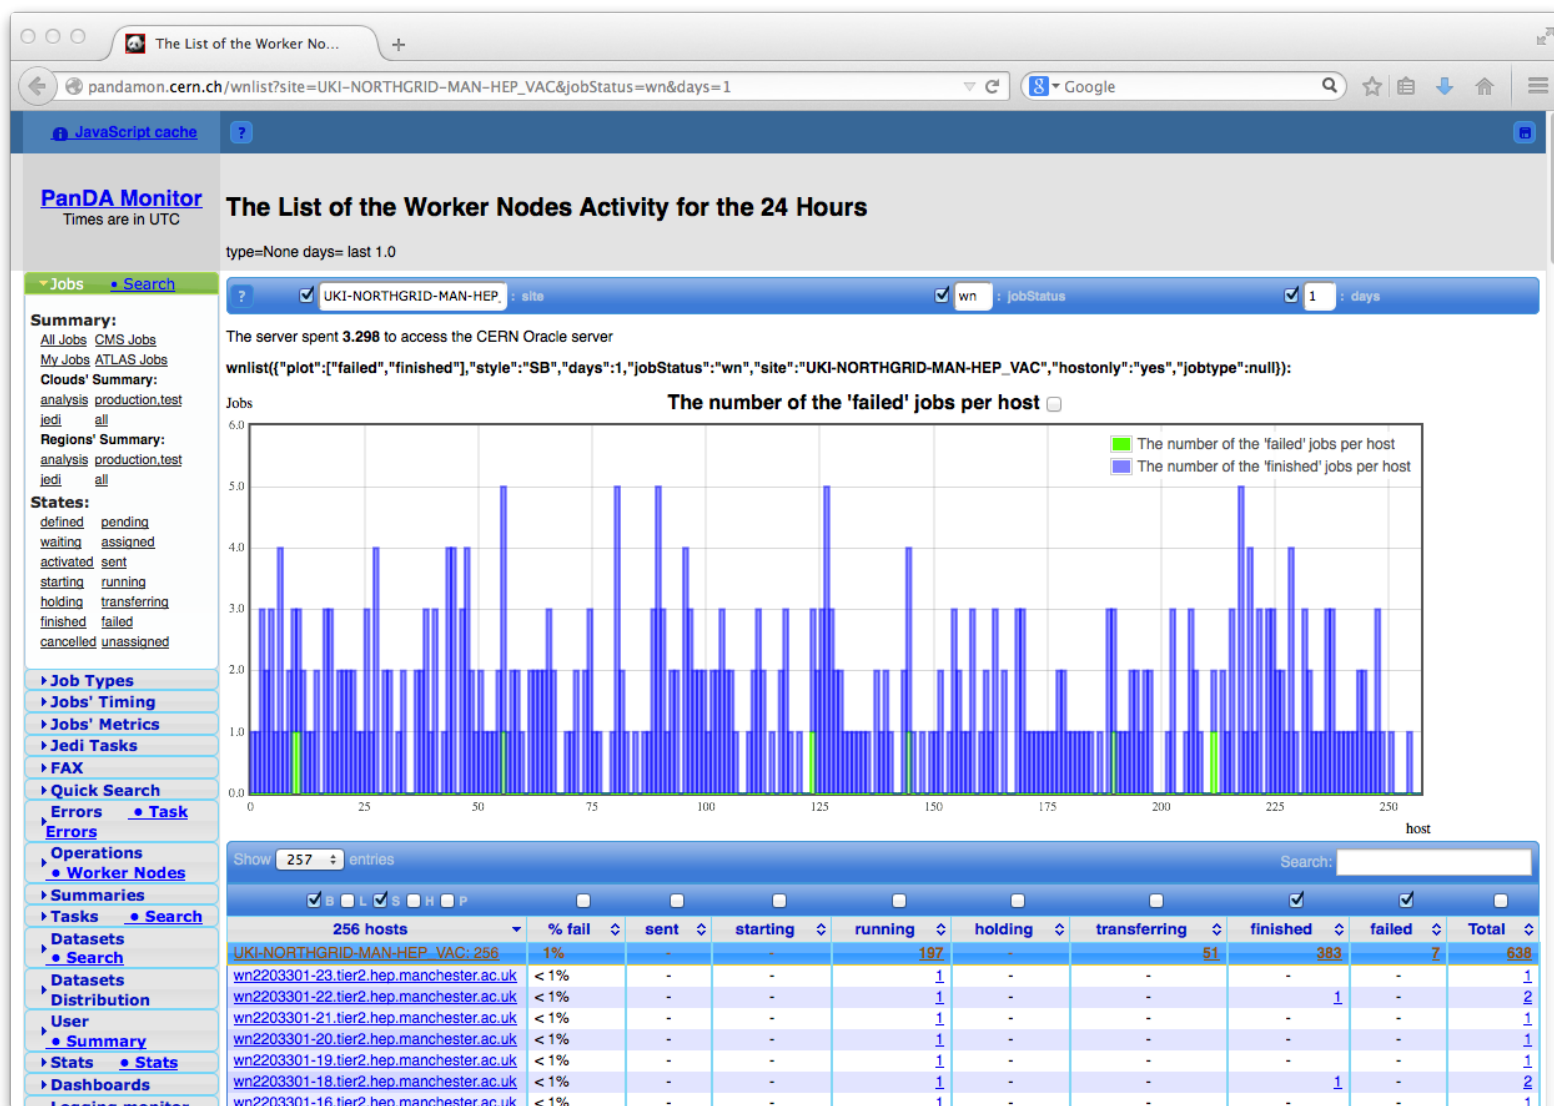 The List of the Worker No...
pandamon.cern.ch/wnlist?site=UKI-NORTHGRID-MAN-HEP_VAC&jobStatus=wn&days=1
Google
JavaScript cache
?
PanDA Monitor
Times are in UTC
The List of the Worker Nodes Activity for the 24 Hours
type=None days= last 1.0
Jobs • Search
Summary:
All Jobs CMS Jobs
My Jobs ATLAS Jobs
Clouds' Summary:
analysis production,test
jedi all
Regions' Summary:
analysis production,test
jedi all
States:
defined pending
waiting assigned
activated sent
starting running
holding transferring
finished failed
cancelled unassigned
Job Types
Jobs' Timing
Jobs' Metrics
Jedi Tasks
FAX
Quick Search
Errors • Task
Errors
Operations
• Worker Nodes
Summaries
Tasks • Search
Datasets
• Search
Datasets
Distribution
User
• Summary
Stats • Stats
Dashboards
Logging monitor
? UKI-NORTHGRID-MAN-HEP_ : site wn : jobStatus 1 : days
The server spent 3.298 to access the CERN Oracle server
wnlist({"plot":["failed","finished"],"style":"SB","days":1,"jobStatus":"wn","site":"UKI-NORTHGRID-MAN-HEP_VAC","hostonly":"yes","jobtype":null}):
Jobs
The number of the 'failed' jobs per host
The number of the 'failed' jobs per host
The number of the 'finished' jobs per host
6.0
5.0
4.0
3.0
2.0
1.0
0.0
0 25 50 75 100 125 150 175 200 225 250
host
Show 257 entries Search:
B L S H P
256 hosts % fail sent starting running holding transferring finished failed Total
UKI-NORTHGRID-MAN-HEP_VAC: 256 1% - - 197 - 51 383 7 638
wn2203301-23.tier2.hep.manchester.ac.uk < 1% - - 1 - - - - 1
wn2203301-22.tier2.hep.manchester.ac.uk < 1% - - 1 - - 1 - 2
wn2203301-21.tier2.hep.manchester.ac.uk < 1% - - 1 - - - - 1
wn2203301-20.tier2.hep.manchester.ac.uk < 1% - - 1 - - - - 1
wn2203301-19.tier2.hep.manchester.ac.uk < 1% - - 1 - - - - 1
wn2203301-18.tier2.hep.manchester.ac.uk < 1% - - 1 - - 1 - 2
wn2203301-16.tier2.hep.manchester.ac.uk < 1% - - 1 - - - - 1